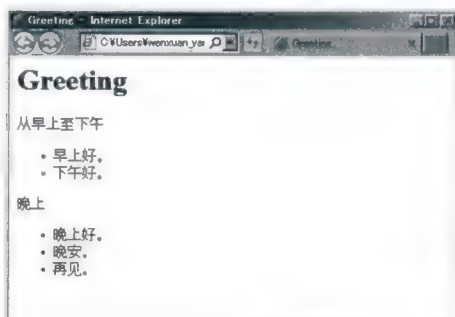 Greeting - Internet Explorer
C:¥Users¥wenxuan_ya
Greeting
Greeting
从早上至下午
• 早上好。
• 下午好。
晚上
• 晚上好。
• 晚安。
• 再见。